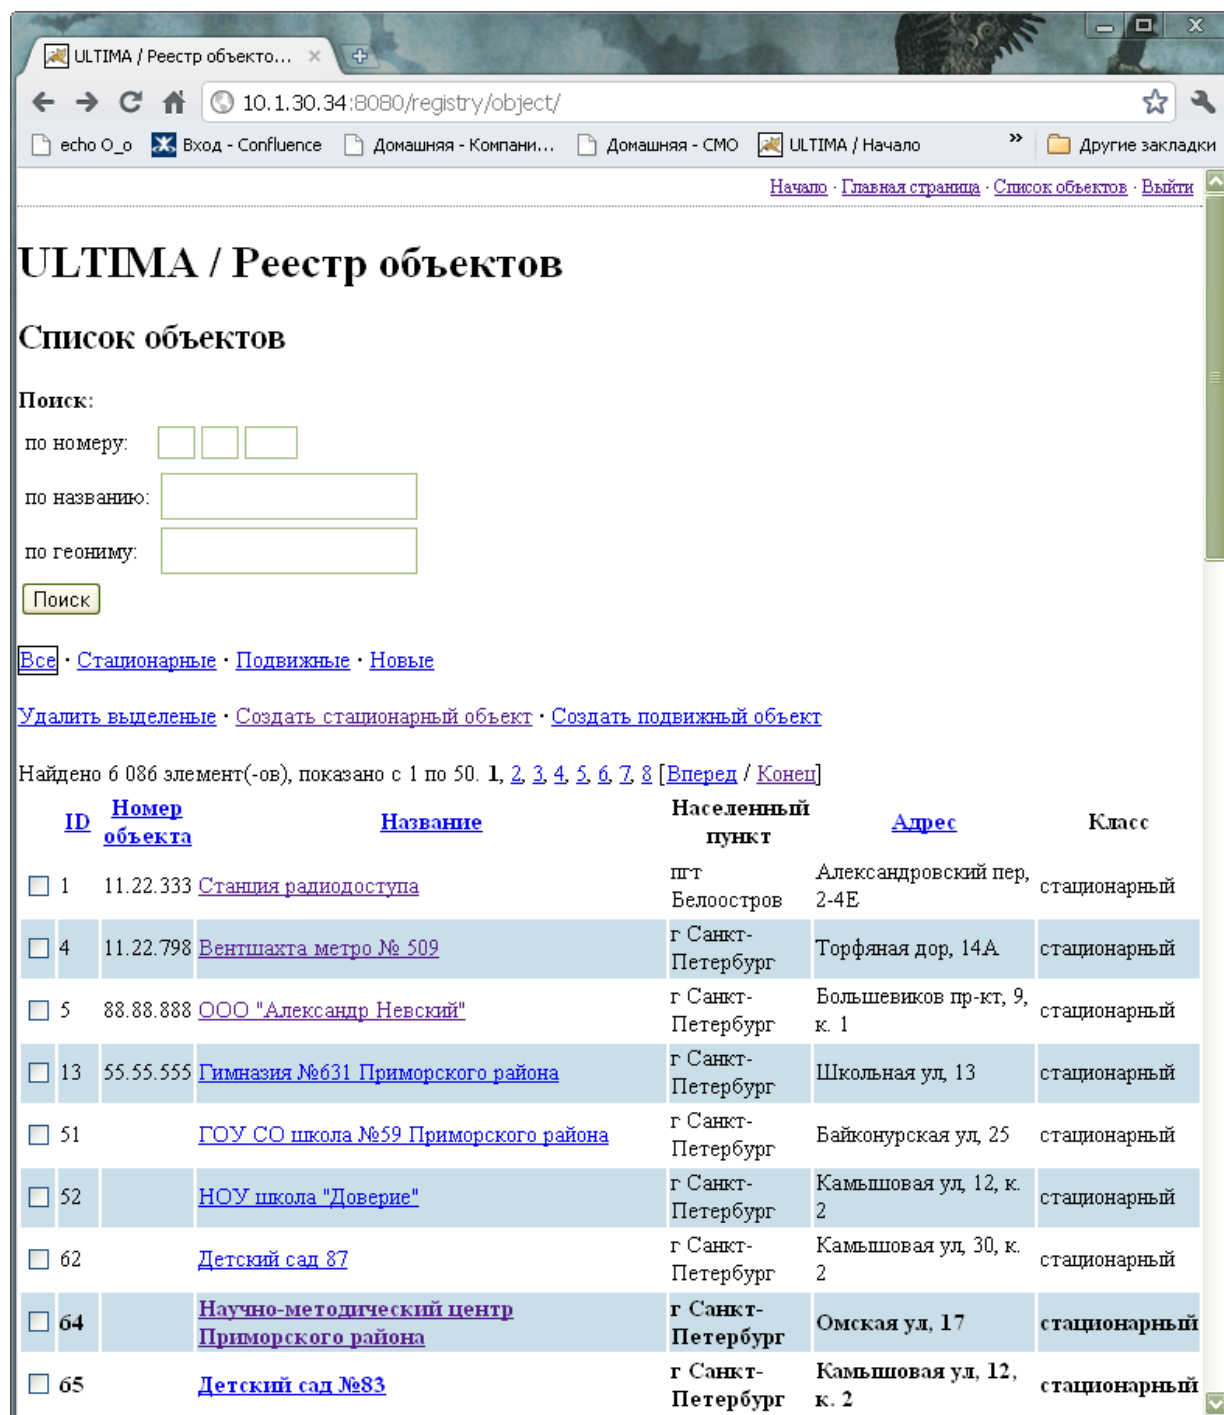 ULTIMA / Реестр объекто...
10.1.30.34:8080/registry/object/
echo O_o Вход - Confluence Домашняя - Компани... Домашняя - СМО ULTIMA / Начало » Другие закладки
Начало · Главная страница · Список объектов · Выйти
ULTIMA / Реестр объектов
Список объектов
Поиск:
по номеру:
по названию:
по геониму:
Поиск
Все · Стационарные · Подвижные · Новые
Удалить выделеные · Создать стационарный объект · Создать подвижный объект
Найдено 6 086 элемент(-ов), показано с 1 по 50. 1, 2, 3, 4, 5, 6, 7, 8 [Вперед / Конец]
ID Номер объекта Название Населенный пункт Адрес Класс
1 11.22.333 Станция радиодоступа пгт Белоостров Александровский пер, 2-4Е стационарный
4 11.22.798 Вентшахта метро № 509 г Санкт-Петербург Торфяная дор, 14А стационарный
5 88.88.888 ООО "Александр Невский" г Санкт-Петербург Большевиков пр-кт, 9, к. 1 стационарный
13 55.55.555 Гимназия №631 Приморского района г Санкт-Петербург Школьная ул, 13 стационарный
51 ГОУ СО школа №59 Приморского района г Санкт-Петербург Байконурская ул, 25 стационарный
52 НОУ школа "Доверие" г Санкт-Петербург Камышовая ул, 12, к. 2 стационарный
62 Детский сад 87 г Санкт-Петербург Камышовая ул, 30, к. 2 стационарный
64 Научно-методический центр Приморского района г Санкт-Петербург Омская ул, 17 стационарный
65 Детский сад №83 г Санкт-Петербург Камышовая ул, 12, к. 2 стационарный